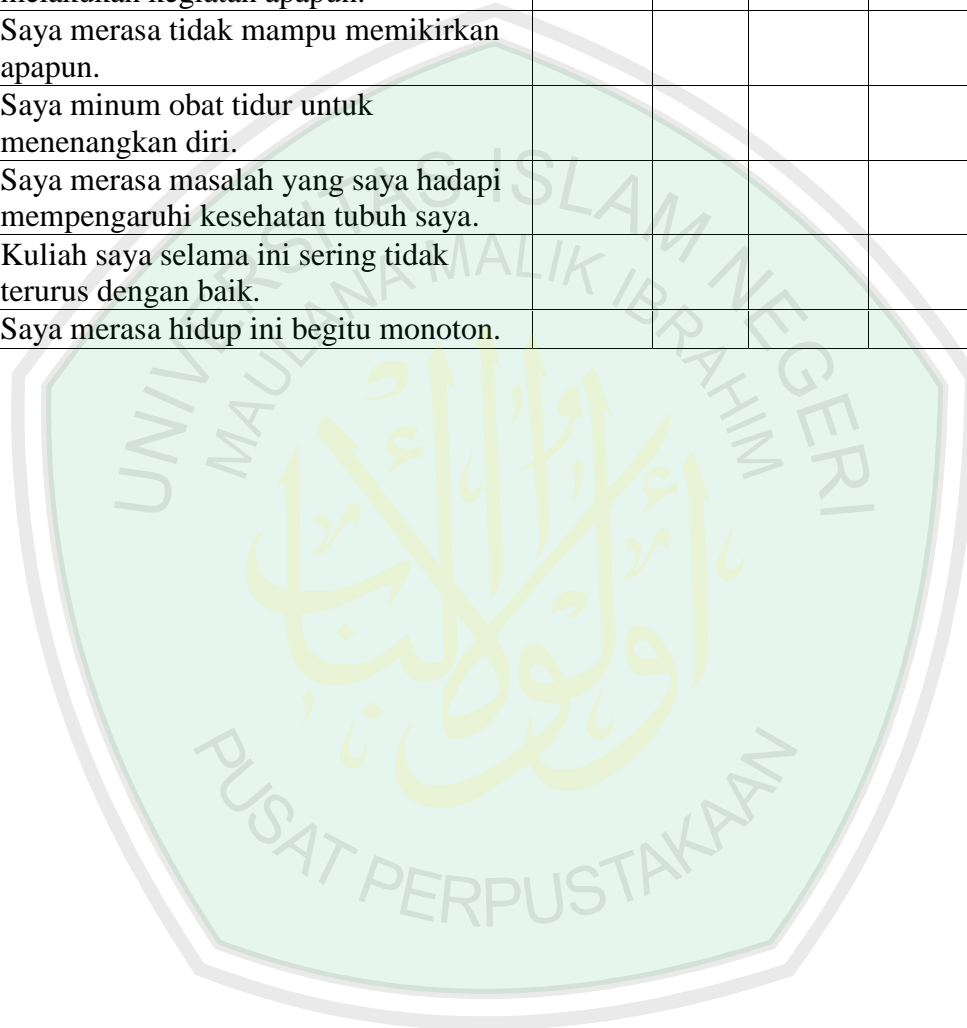 Saya merasa tidak mampu memikirkan
apapun.
Saya minum obat tidur untuk
menenangkan diri.
Saya merasa masalah yang saya hadapi
mempengaruhi kesehatan tubuh saya.
Kuliah saya selama ini sering tidak
terurus dengan baik.
Saya merasa hidup ini begitu monoton.
UNIVERSITAS ISLAM NEGERI
MAULANA MALIK IBRAHIM
أولو الألباب
PUSAT PERPUSTAKAAN